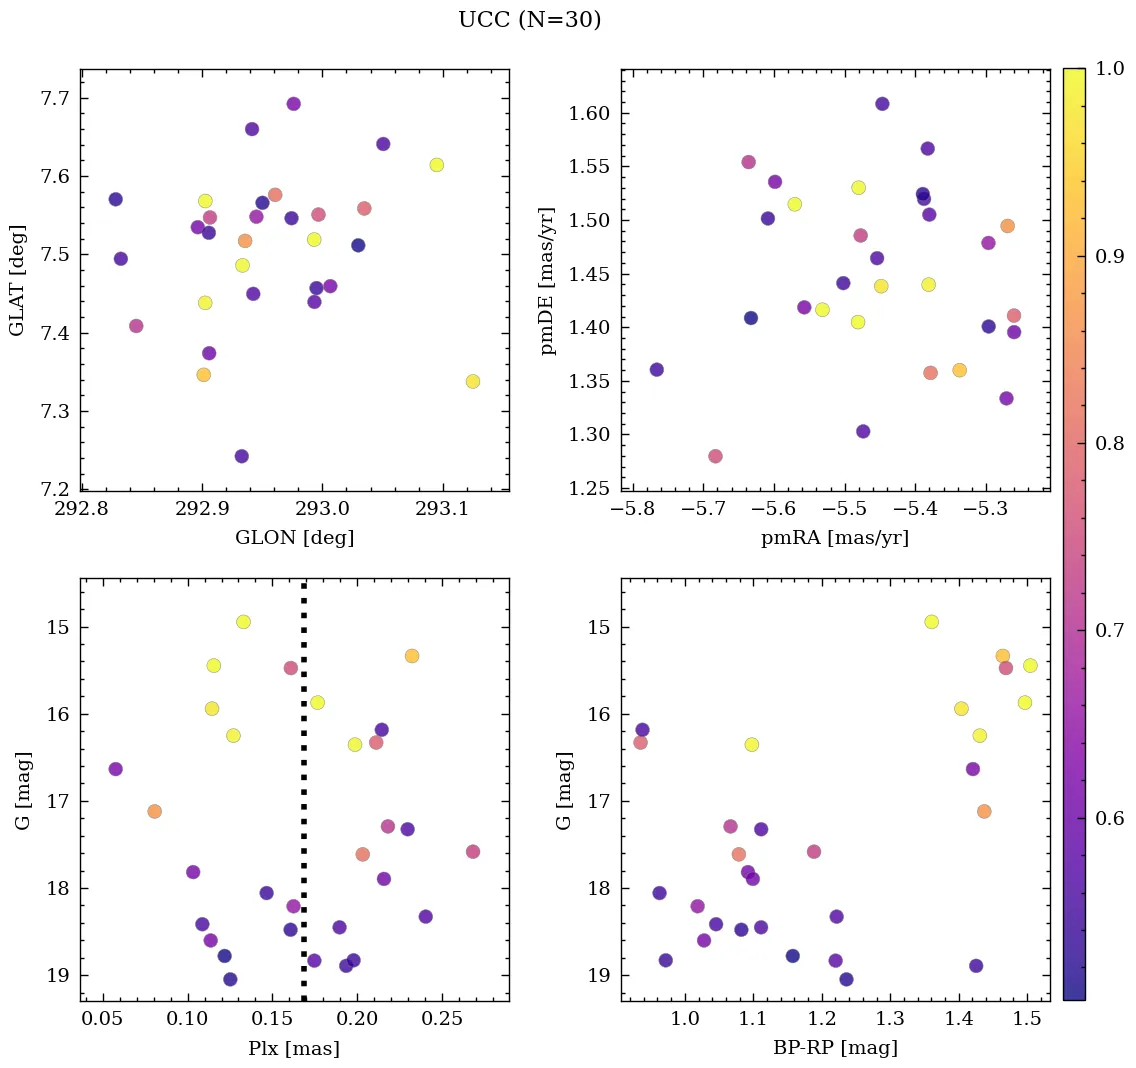 UCC (N=30)
7.7
7.6
7.5
7.4
7.3
7.2
GLAT [deg]
292.8 292.9 293.0 293.1
GLON [deg]
1.60
1.55
1.50
1.45
1.40
1.35
1.30
1.25
pmDE [mas/yr]
−5.8 −5.7 −5.6 −5.5 −5.4 −5.3
pmRA [mas/yr]
15
16
17
18
19
G [mag]
0.05 0.10 0.15 0.20 0.25
Plx [mas]
15
16
17
18
19
G [mag]
1.0 1.1 1.2 1.3 1.4 1.5
BP-RP [mag]
1.0
0.9
0.8
0.7
0.6